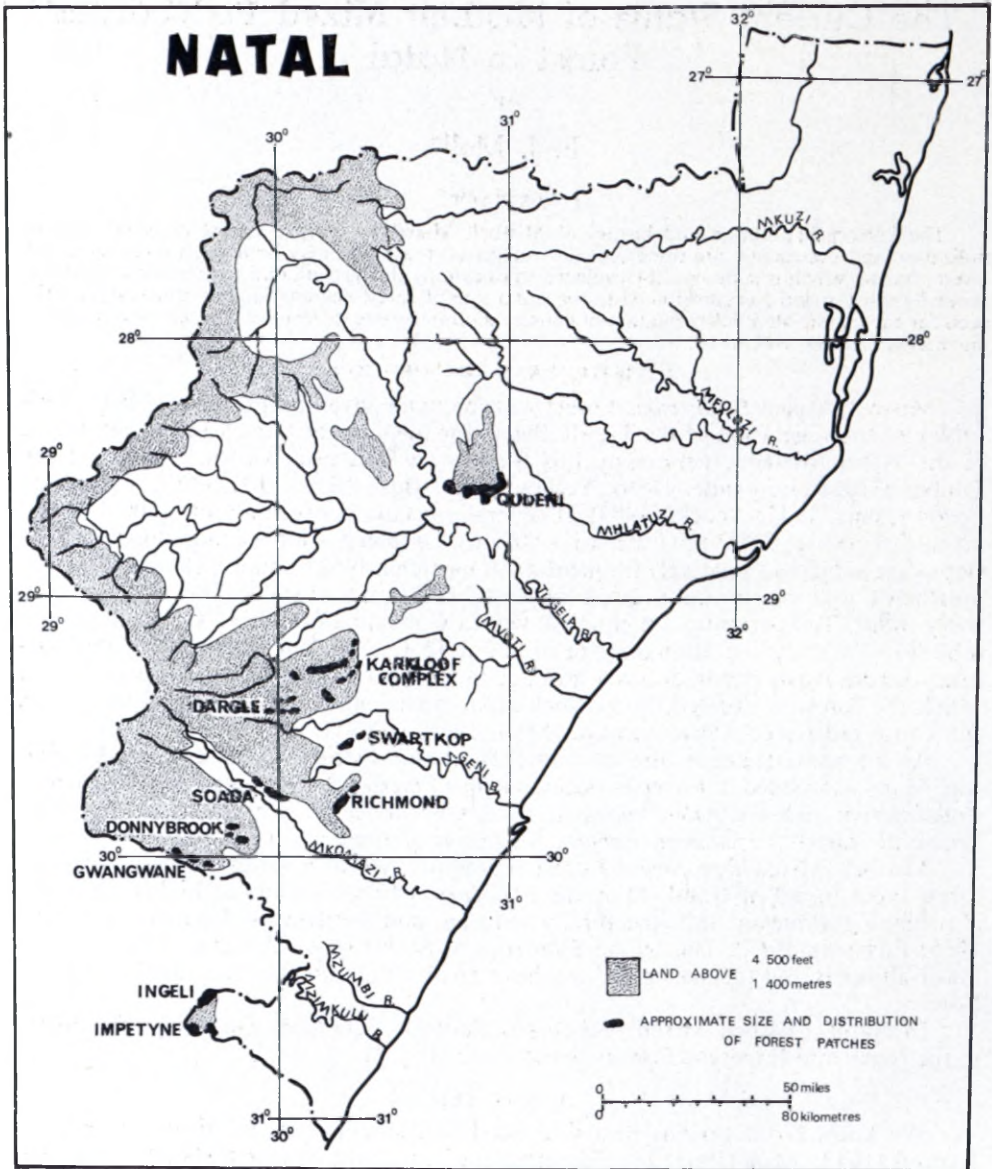 NATAL
32°
27°
27°
31°
30°
MKUZI R.
28°
28°
MFOLOZI R.
29°
QUDENI
MHLATUZI R.
29°
29°
TUGELA R.
32°
MVOTI R.
KARKLOOF
COMPLEX
DARGLE
SWARTKOP
R.
SOADA
RICHMOND
DONNYBROOK
30°
30°
GWANGWANE
MKOMAZI R.
31°
MZUMBI R.
MZIMKULU R.
INGELI
IMPETYNE
LAND ABOVE
4 500 feet
1 400 metres
APPROXIMATE SIZE AND DISTRIBUTION
OF FOREST PATCHES
0 50 miles
0 80 kilometres
31°
31°
30°